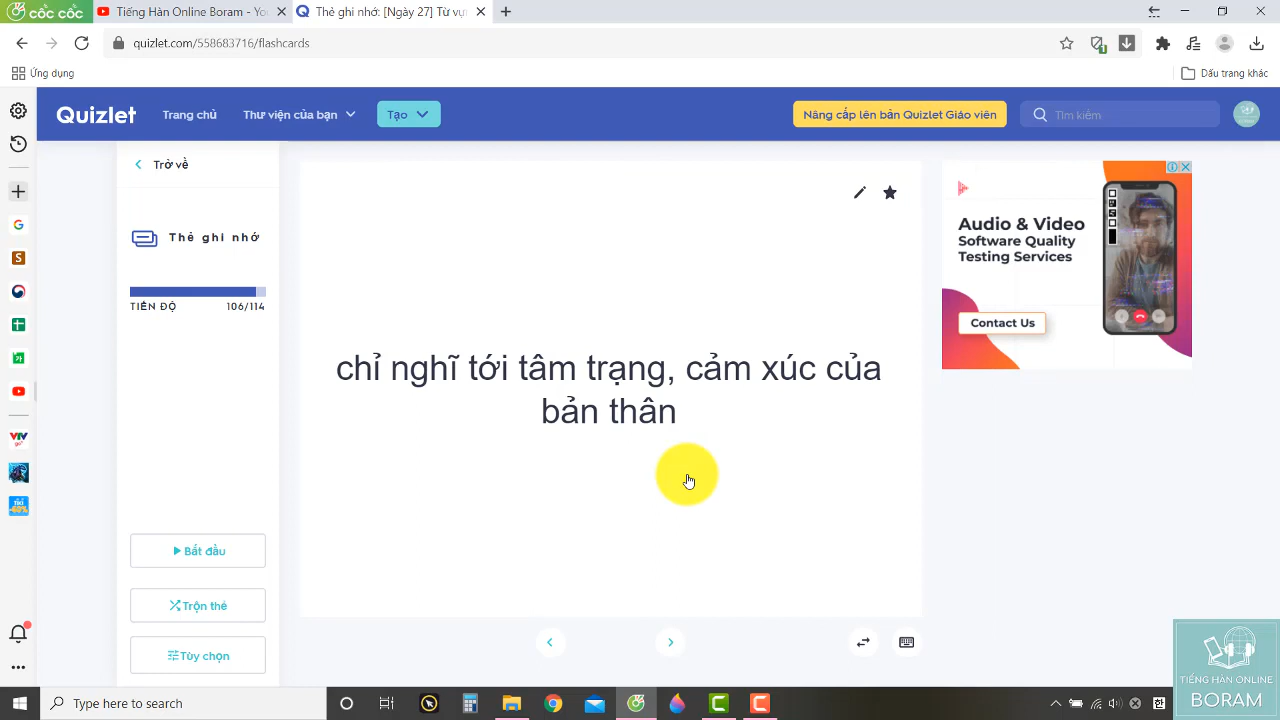 cốc cốc
Tiếng Hàn Online Boram - Yo
Thẻ ghi nhớ: [Ngày 27] Từ vự
quizlet.com/558683716/flashcards
Ứng dụng
Dấu trang khác
Quizlet
Trang chủ
Thư viện của bạn
Tạo
Nâng cấp lên bản Quizlet Giáo viên
Tìm kiếm
Trở về
Thẻ ghi nhớ
TIẾN ĐỘ 106/114
chỉ nghĩ tới tâm trạng, cảm xúc của
bản thân
Audio & Video
Software Quality
Testing Services
Contact Us
Bắt đầu
Trộn thẻ
Tùy chọn
TIẾNG HÀN ONLINE
BORAM
Type here to search